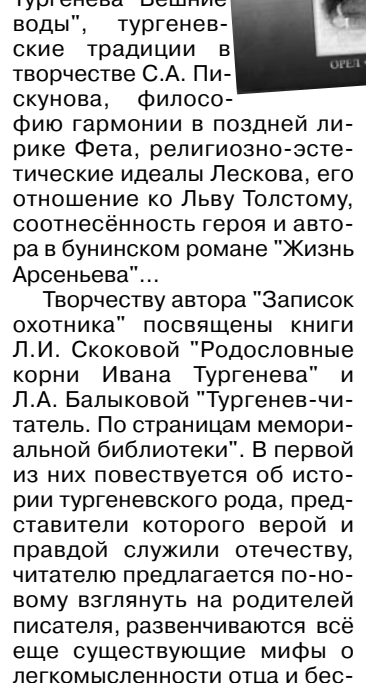 Тургенева "Вешние
воды", тургенев-
ские традиции в
творчестве С.А. Пи-
скунова, филосо-
фию гармонии в поздней ли-
рике Фета, религиозно-эсте-
тические идеалы Лескова, его
отношение ко Льву Толстому,
соотнесённость героя и авто-
ра в бунинском романе "Жизнь
Арсеньева"...
Творчеству автора "Записок
охотника" посвящены книги
Л.И. Скоковой "Родословные
корни Ивана Тургенева" и
Л.А. Балыковой "Тургенев-чи-
татель. По страницам мемори-
альной библиотеки". В первой
из них повествуется об исто-
рии тургеневского рода, пред-
ставители которого верой и
правдой служили отечеству,
читателю предлагается по-но-
вому взглянуть на родителей
писателя, развенчиваются всё
еще существующие мифы о
легкомысленности отца и бес-
ОРЕЛ